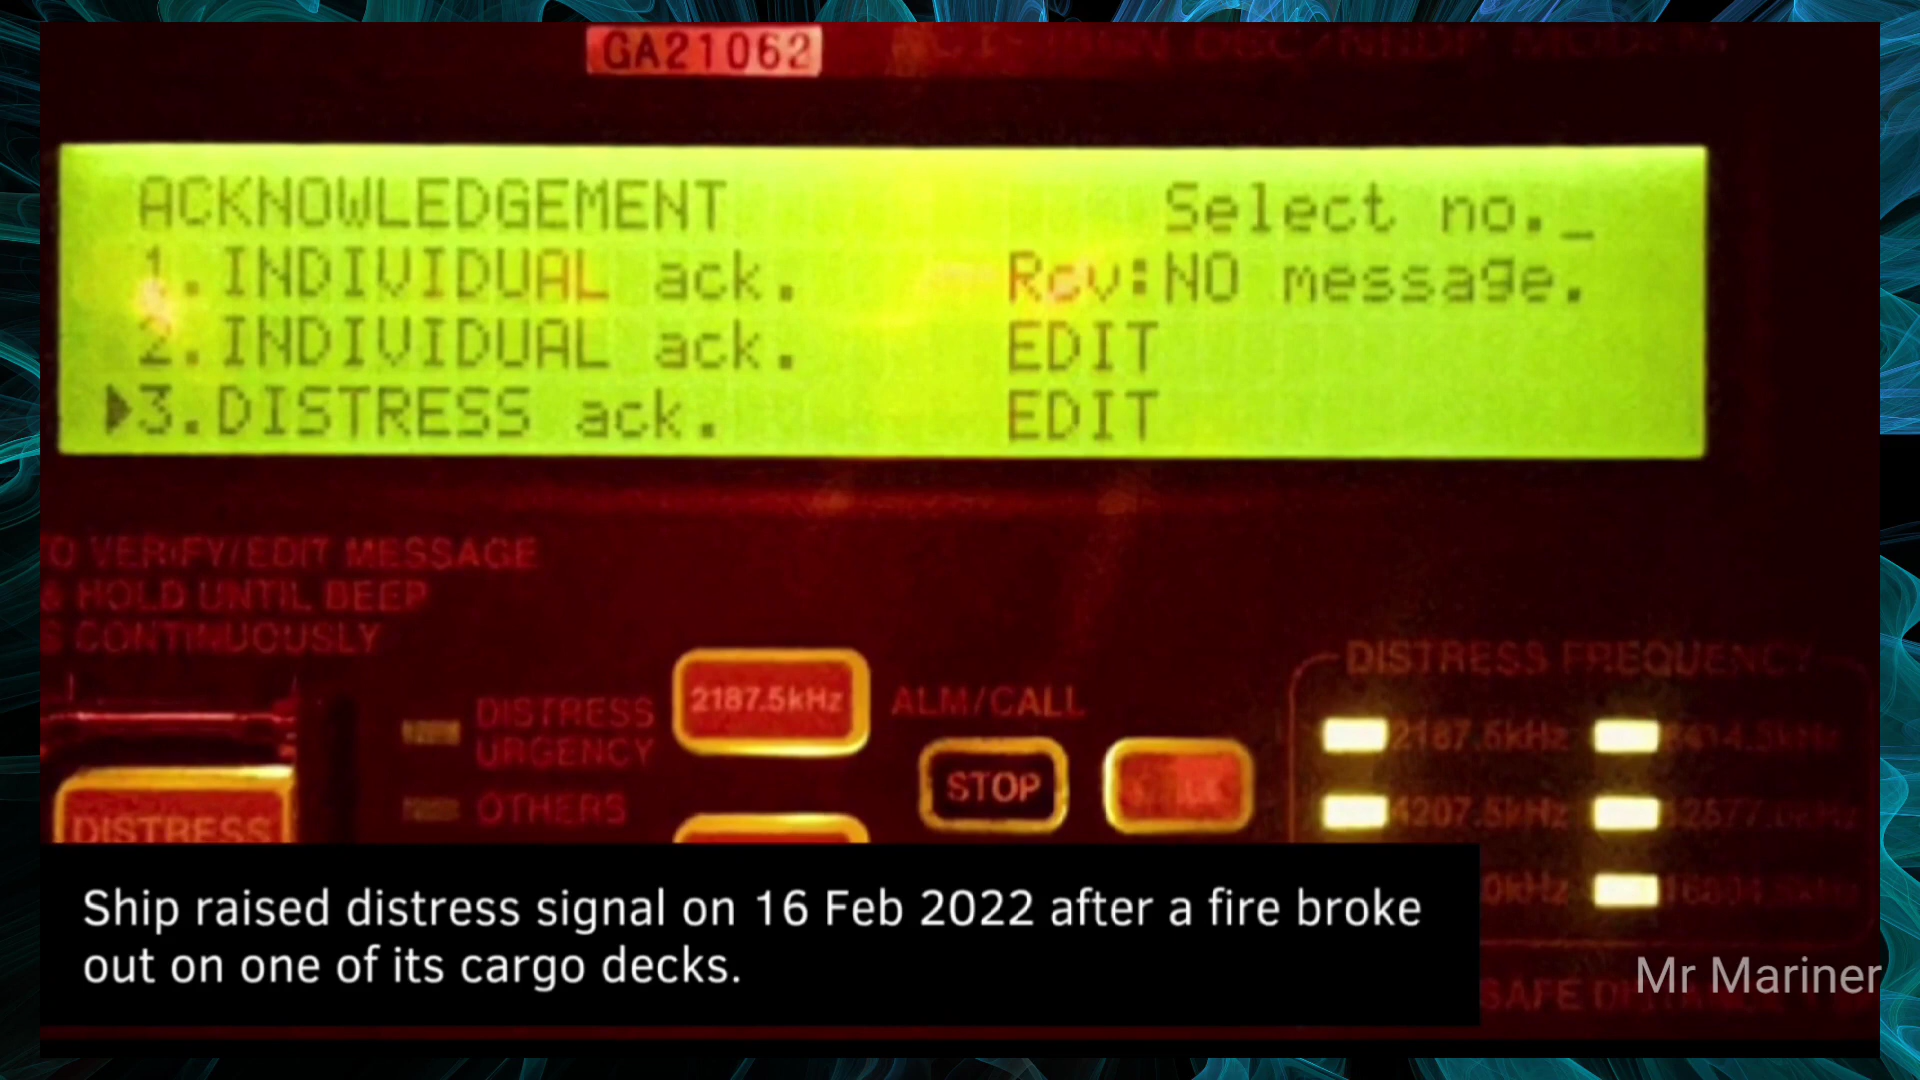 GA21062
ACKNOWLEDGEMENT Select no._
1.INDIVIDUAL ack. Rcv:NO message.
2.INDIVIDUAL ack. EDIT
3.DISTRESS ack. EDIT
O VERIFY/EDIT MESSAGE
& HOLD UNTIL BEEP
S CONTINUOUSLY
DISTRESS FREQUENCY
DISTRESS
URGENCY
2187.5kHz
ALM/CALL
2187.5kHz
STOP
OTHERS
4207.5kHz
DISTRESS
Ship raised distress signal on 16 Feb 2022 after a fire broke
out on one of its cargo decks.
Mr Mariner
SAFE